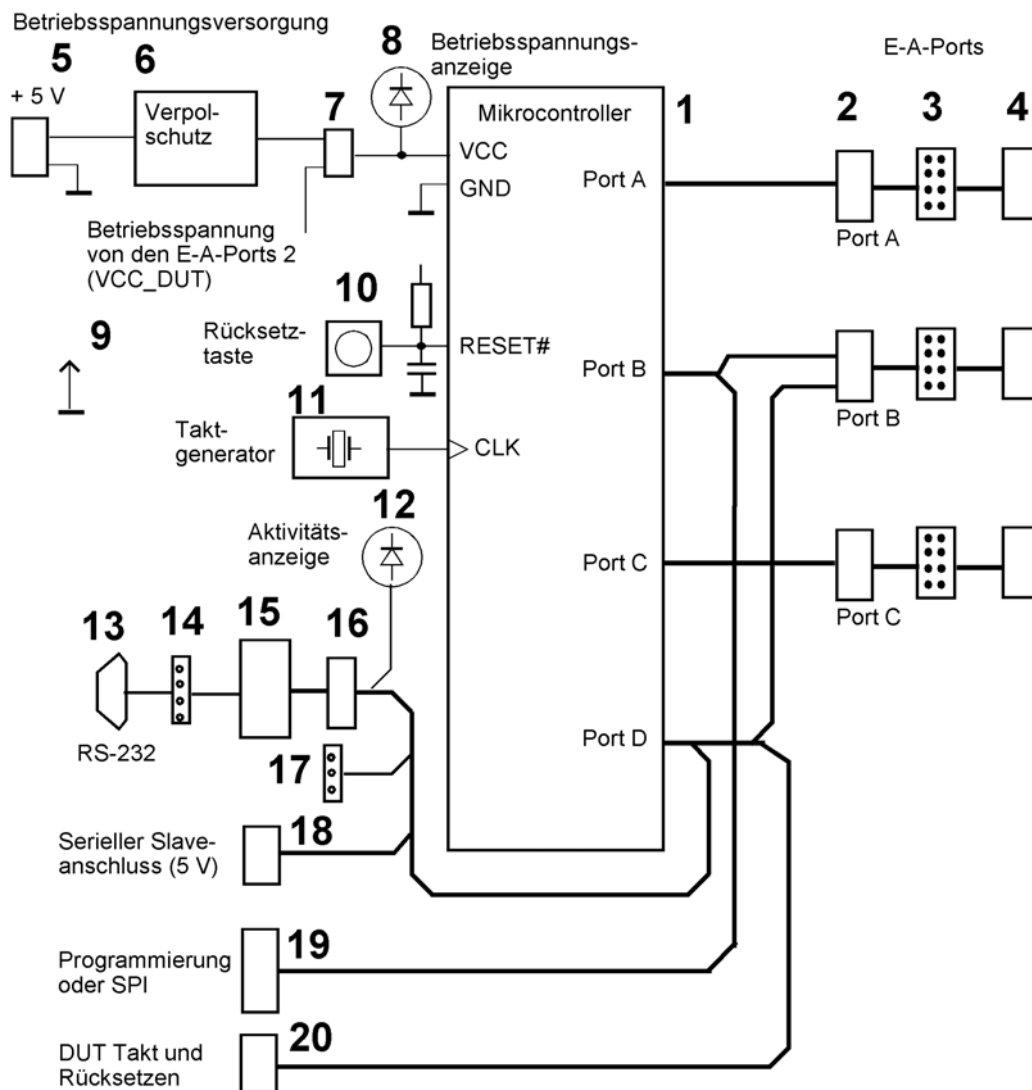 Betriebsspannungsversorgung
5
6
8
Betriebsspannungs-
anzeige
E-A-Ports
+ 5 V
Verpol-
schutz
7
Mikrocontroller
1
2
3
4
VCC
GND
Port A
Port A
Betriebsspannung
von den E-A-Ports 2
(VCC_DUT)
10
9
Rücksetz-
taste
RESET#
Port B
Port B
11
Takt-
generator
CLK
12
Aktivitäts-
anzeige
Port C
Port C
13
14
15
16
RS-232
Port D
17
18
Serieller Slave-
anschluss (5 V)
19
Programmierung
oder SPI
20
DUT Takt und
Rücksetzen